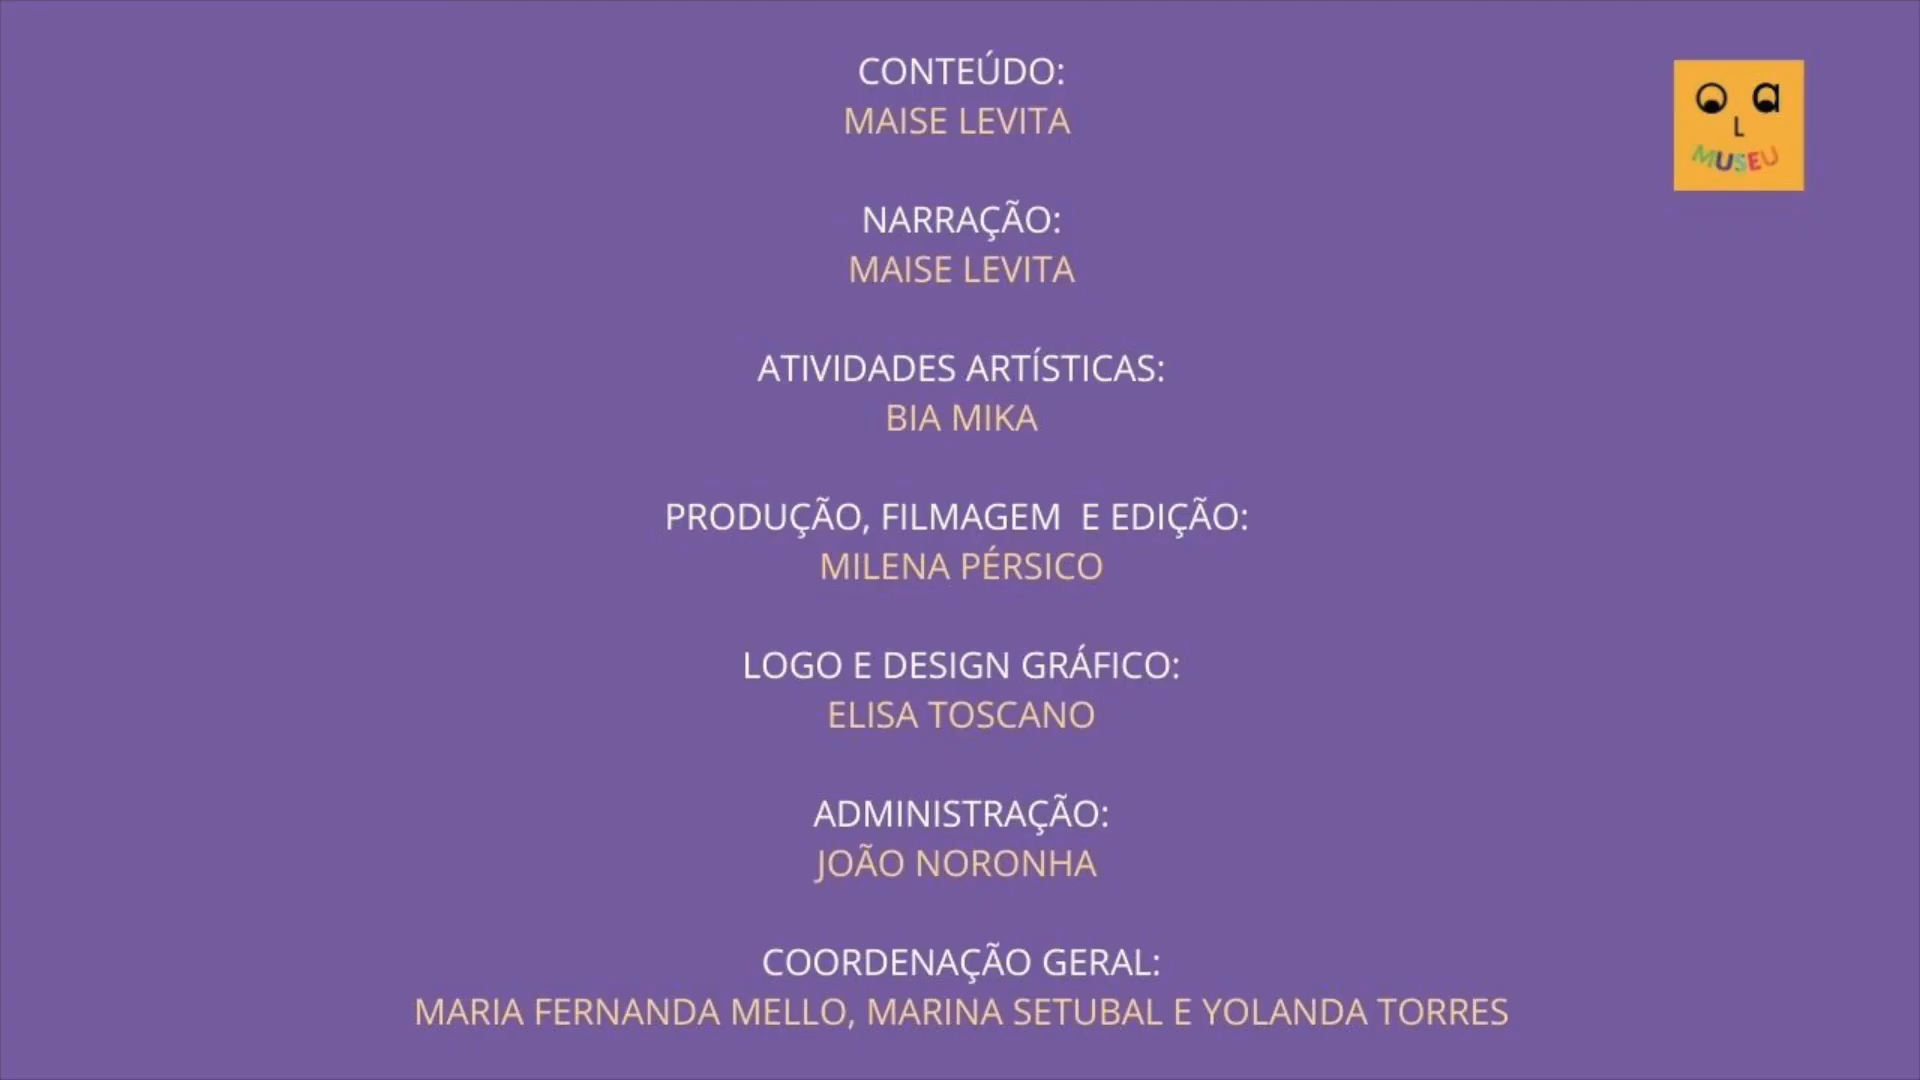 CONTEÚDO:
MAISE LEVITA
NARRAÇÃO:
MAISE LEVITA
ATIVIDADES ARTÍSTICAS:
BIA MIKA
PRODUÇÃO, FILMAGEM  E EDIÇÃO:
MILENA PÉRSICO
LOGO E DESIGN GRÁFICO:
ELISA TOSCANO
ADMINISTRAÇÃO:
JOÃO NORONHA
COORDENAÇÃO GERAL:
MARIA FERNANDA MELLO, MARINA SETUBAL E YOLANDA TORRES
O L a
MUSEU